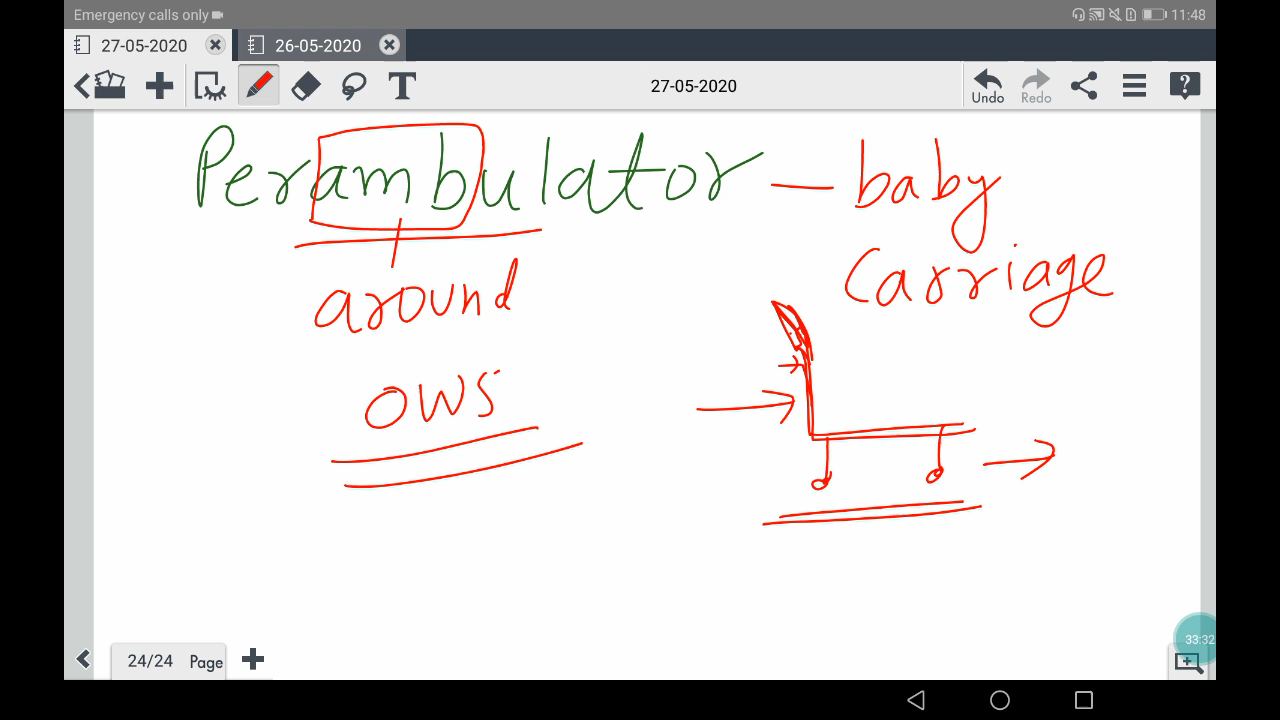 Emergency calls only 11:48
27-05-2020 26-05-2020
T 27-05-2020 Undo Redo ?
Perambulator — baby
carriage
around
OWS
33:32
24/24 Page